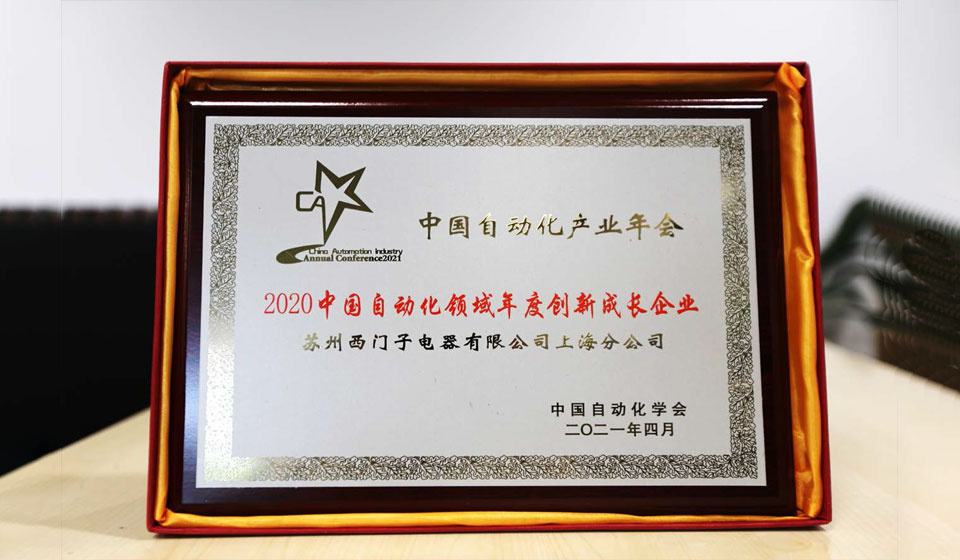 CA
China Automation Industry
Annual Conference2021
中国自动化产业年会
2020中国自动化领域年度创新成长企业
苏州西门子电器有限公司上海分公司
中国自动化学会
二〇二一年四月